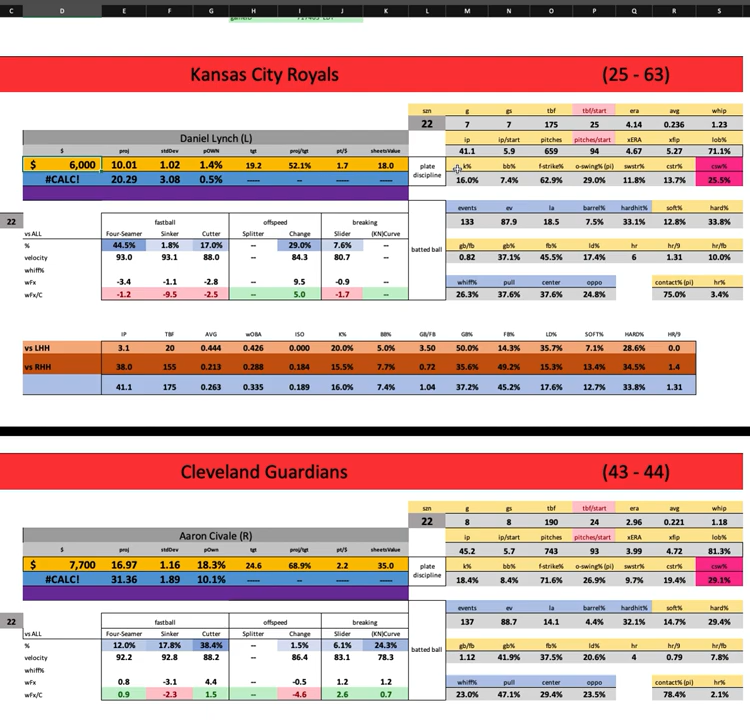 C D E F G H I J K L M N O P Q R S
Kansas City Royals (25 - 63)
szn g gs tbf tbf/start era avg whip
22 7 7 175 25 4.14 0.236 1.23
Daniel Lynch (L) ip ip/start pitches pitches/start xERA xfip lob%
$ proj stdDev pOWN tgt proj/tgt pt/$ sheetsValue 41.1 5.9 659 94 4.67 5.27 71.1%
$ 6,000 10.01 1.02 1.4% 19.2 52.1% 1.7 18.0 plate discipline k% bb% f-strike% o-swing% (pi) swstr% cstr% csw%
#CALC! 20.29 3.08 0.5% ---- -- ---- -- 16.0% 7.4% 62.9% 29.0% 11.8% 13.7% 25.5%
events ev la barrel% hardhit% soft% hard%
22 fastball offspeed breaking 133 87.9 18.5 7.5% 33.1% 12.8% 33.8%
vs ALL Four-Seamer Sinker Cutter Splitter Change Slider (KN)Curve
% 44.5% 1.8% 17.0% -- 29.0% 7.6% -- batted ball gb/fb gb% fb% ld% hr hr/9 hr/fb
velocity 93.0 93.1 88.0 -- 84.3 80.7 -- 0.82 37.1% 45.5% 17.4% 6 1.31 10.0%
whiff%
wFx -3.4 -1.1 -2.8 9.5 -0.9 -- whiff% pull center oppo contact% (pi) hr%
wFx/C -1.2 -9.5 -2.5 -- 5.0 -1.7 -- 26.3% 37.6% 37.6% 24.8% 75.0% 3.4%
IP TBF AVG wOBA ISO K% BB% GB/FB GB% FB% LD% SOFT% HARD% HR/9
vs LHH 3.1 20 0.444 0.426 0.000 20.0% 5.0% 3.50 50.0% 14.3% 35.7% 7.1% 28.6% 0.0
vs RHH 38.0 155 0.213 0.288 0.184 15.5% 7.7% 0.72 35.6% 49.2% 15.3% 13.4% 34.5% 1.4
41.1 175 0.263 0.335 0.189 16.0% 7.4% 1.04 37.2% 45.2% 17.6% 12.7% 33.8% 1.31
Cleveland Guardians (43 - 44)
szn g gs tbf tbf/start era avg whip
22 8 8 190 24 2.96 0.221 1.18
Aaron Civale (R) ip ip/start pitches pitches/start xERA xfip lob%
$ proj stdDev pOwn tgt proj/tgt pt/$ sheetsValue 45.2 5.7 743 93 3.99 4.72 81.3%
$ 7,700 16.97 1.16 18.3% 24.6 68.9% 2.2 35.0 plate discipline k% bb% f-strike% o-swing% (pi) swstr% cstr% csw%
#CALC! 31.36 1.89 10.1% ---- -- ---- -- 18.4% 8.4% 71.6% 26.9% 9.7% 19.4% 29.1%
events ev la barrel% hardhit% soft% hard%
22 fastball offspeed breaking 137 88.7 14.1 4.4% 32.1% 14.7% 29.4%
vs ALL Four-Seamer Sinker Cutter Splitter Change Slider (KN)Curve
% 12.0% 17.8% 38.4% -- 1.5% 6.1% 24.3% batted ball gb/fb gb% fb% ld% hr hr/9 hr/fb
velocity 92.2 92.8 88.2 -- 86.4 83.1 78.3 1.12 41.9% 37.5% 20.6% 4 0.79 7.8%
whiff%
wFx 0.8 -3.1 4.4 -0.5 1.2 1.2 whiff% pull center oppo contact% (pi) hr%
wFx/C 0.9 -2.3 1.5 -- -4.6 2.6 0.7 23.0% 47.1% 29.4% 23.5% 78.4% 2.1%